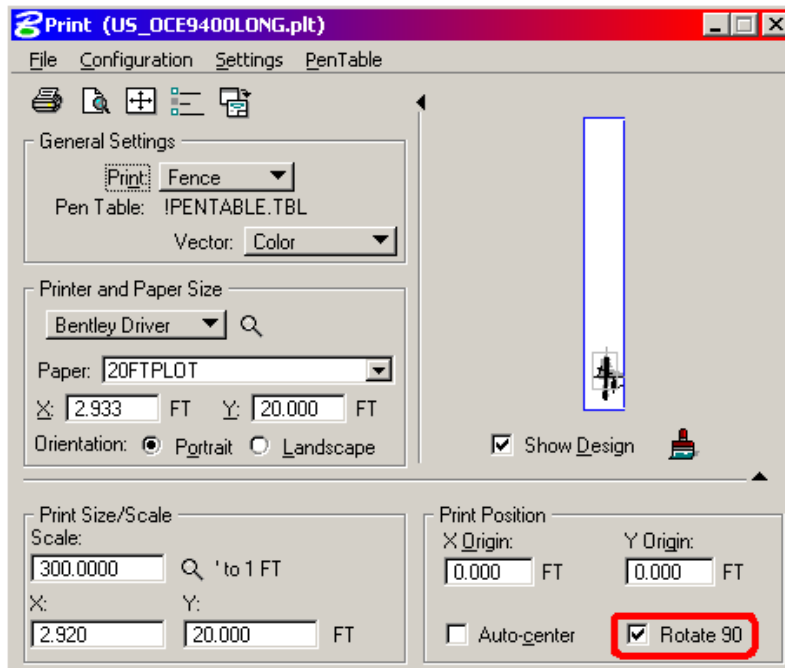 Print (US_OCE9400LONG.plt)
File Configuration Settings PenTable
General Settings
Print: Fence
Pen Table: !PENTABLE.TBL
Vector: Color
Printer and Paper Size
Bentley Driver
Paper: 20FTPLOT
X: 2.933 FT Y: 20.000 FT
Orientation: Portrait Landscape
Show Design
Print Size/Scale
Scale:
300.0000 ' to 1 FT
X: Y:
2.920 20.000 FT
Print Position
X Origin: Y Origin:
0.000 FT 0.000 FT
Auto-center Rotate 90